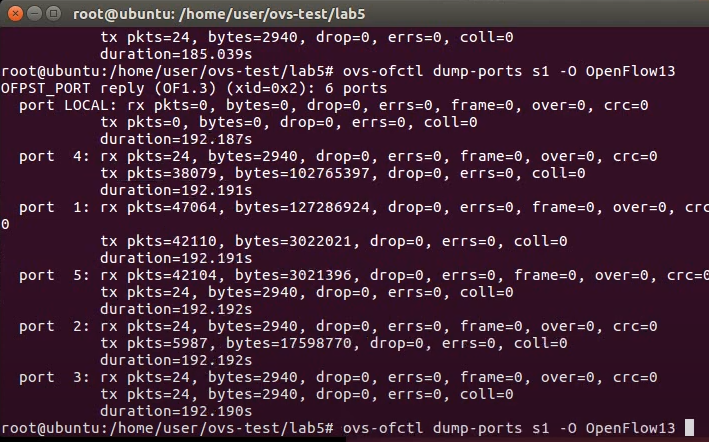 root@ubuntu: /home/user/ovs-test/lab5
tx pkts=24, bytes=2940, drop=0, errs=0, coll=0
duration=185.039s
root@ubuntu:/home/user/ovs-test/lab5# ovs-ofctl dump-ports s1 -O OpenFlow13
OFPST_PORT reply (OF1.3) (xid=0x2): 6 ports
port LOCAL: rx pkts=0, bytes=0, drop=0, errs=0, frame=0, over=0, crc=0
tx pkts=0, bytes=0, drop=0, errs=0, coll=0
duration=192.187s
port  4: rx pkts=24, bytes=2940, drop=0, errs=0, frame=0, over=0, crc=0
tx pkts=38079, bytes=102765397, drop=0, errs=0, coll=0
duration=192.191s
port  1: rx pkts=47064, bytes=127286924, drop=0, errs=0, frame=0, over=0, crc=
0
tx pkts=42110, bytes=3022021, drop=0, errs=0, coll=0
duration=192.191s
port  5: rx pkts=42104, bytes=3021396, drop=0, errs=0, frame=0, over=0, crc=0
tx pkts=24, bytes=2940, drop=0, errs=0, coll=0
duration=192.192s
port  2: rx pkts=24, bytes=2940, drop=0, errs=0, frame=0, over=0, crc=0
tx pkts=5987, bytes=17598770, drop=0, errs=0, coll=0
duration=192.192s
port  3: rx pkts=24, bytes=2940, drop=0, errs=0, frame=0, over=0, crc=0
tx pkts=24, bytes=2940, drop=0, errs=0, coll=0
duration=192.190s
root@ubuntu:/home/user/ovs-test/lab5# ovs-ofctl dump-ports s1 -O OpenFlow13